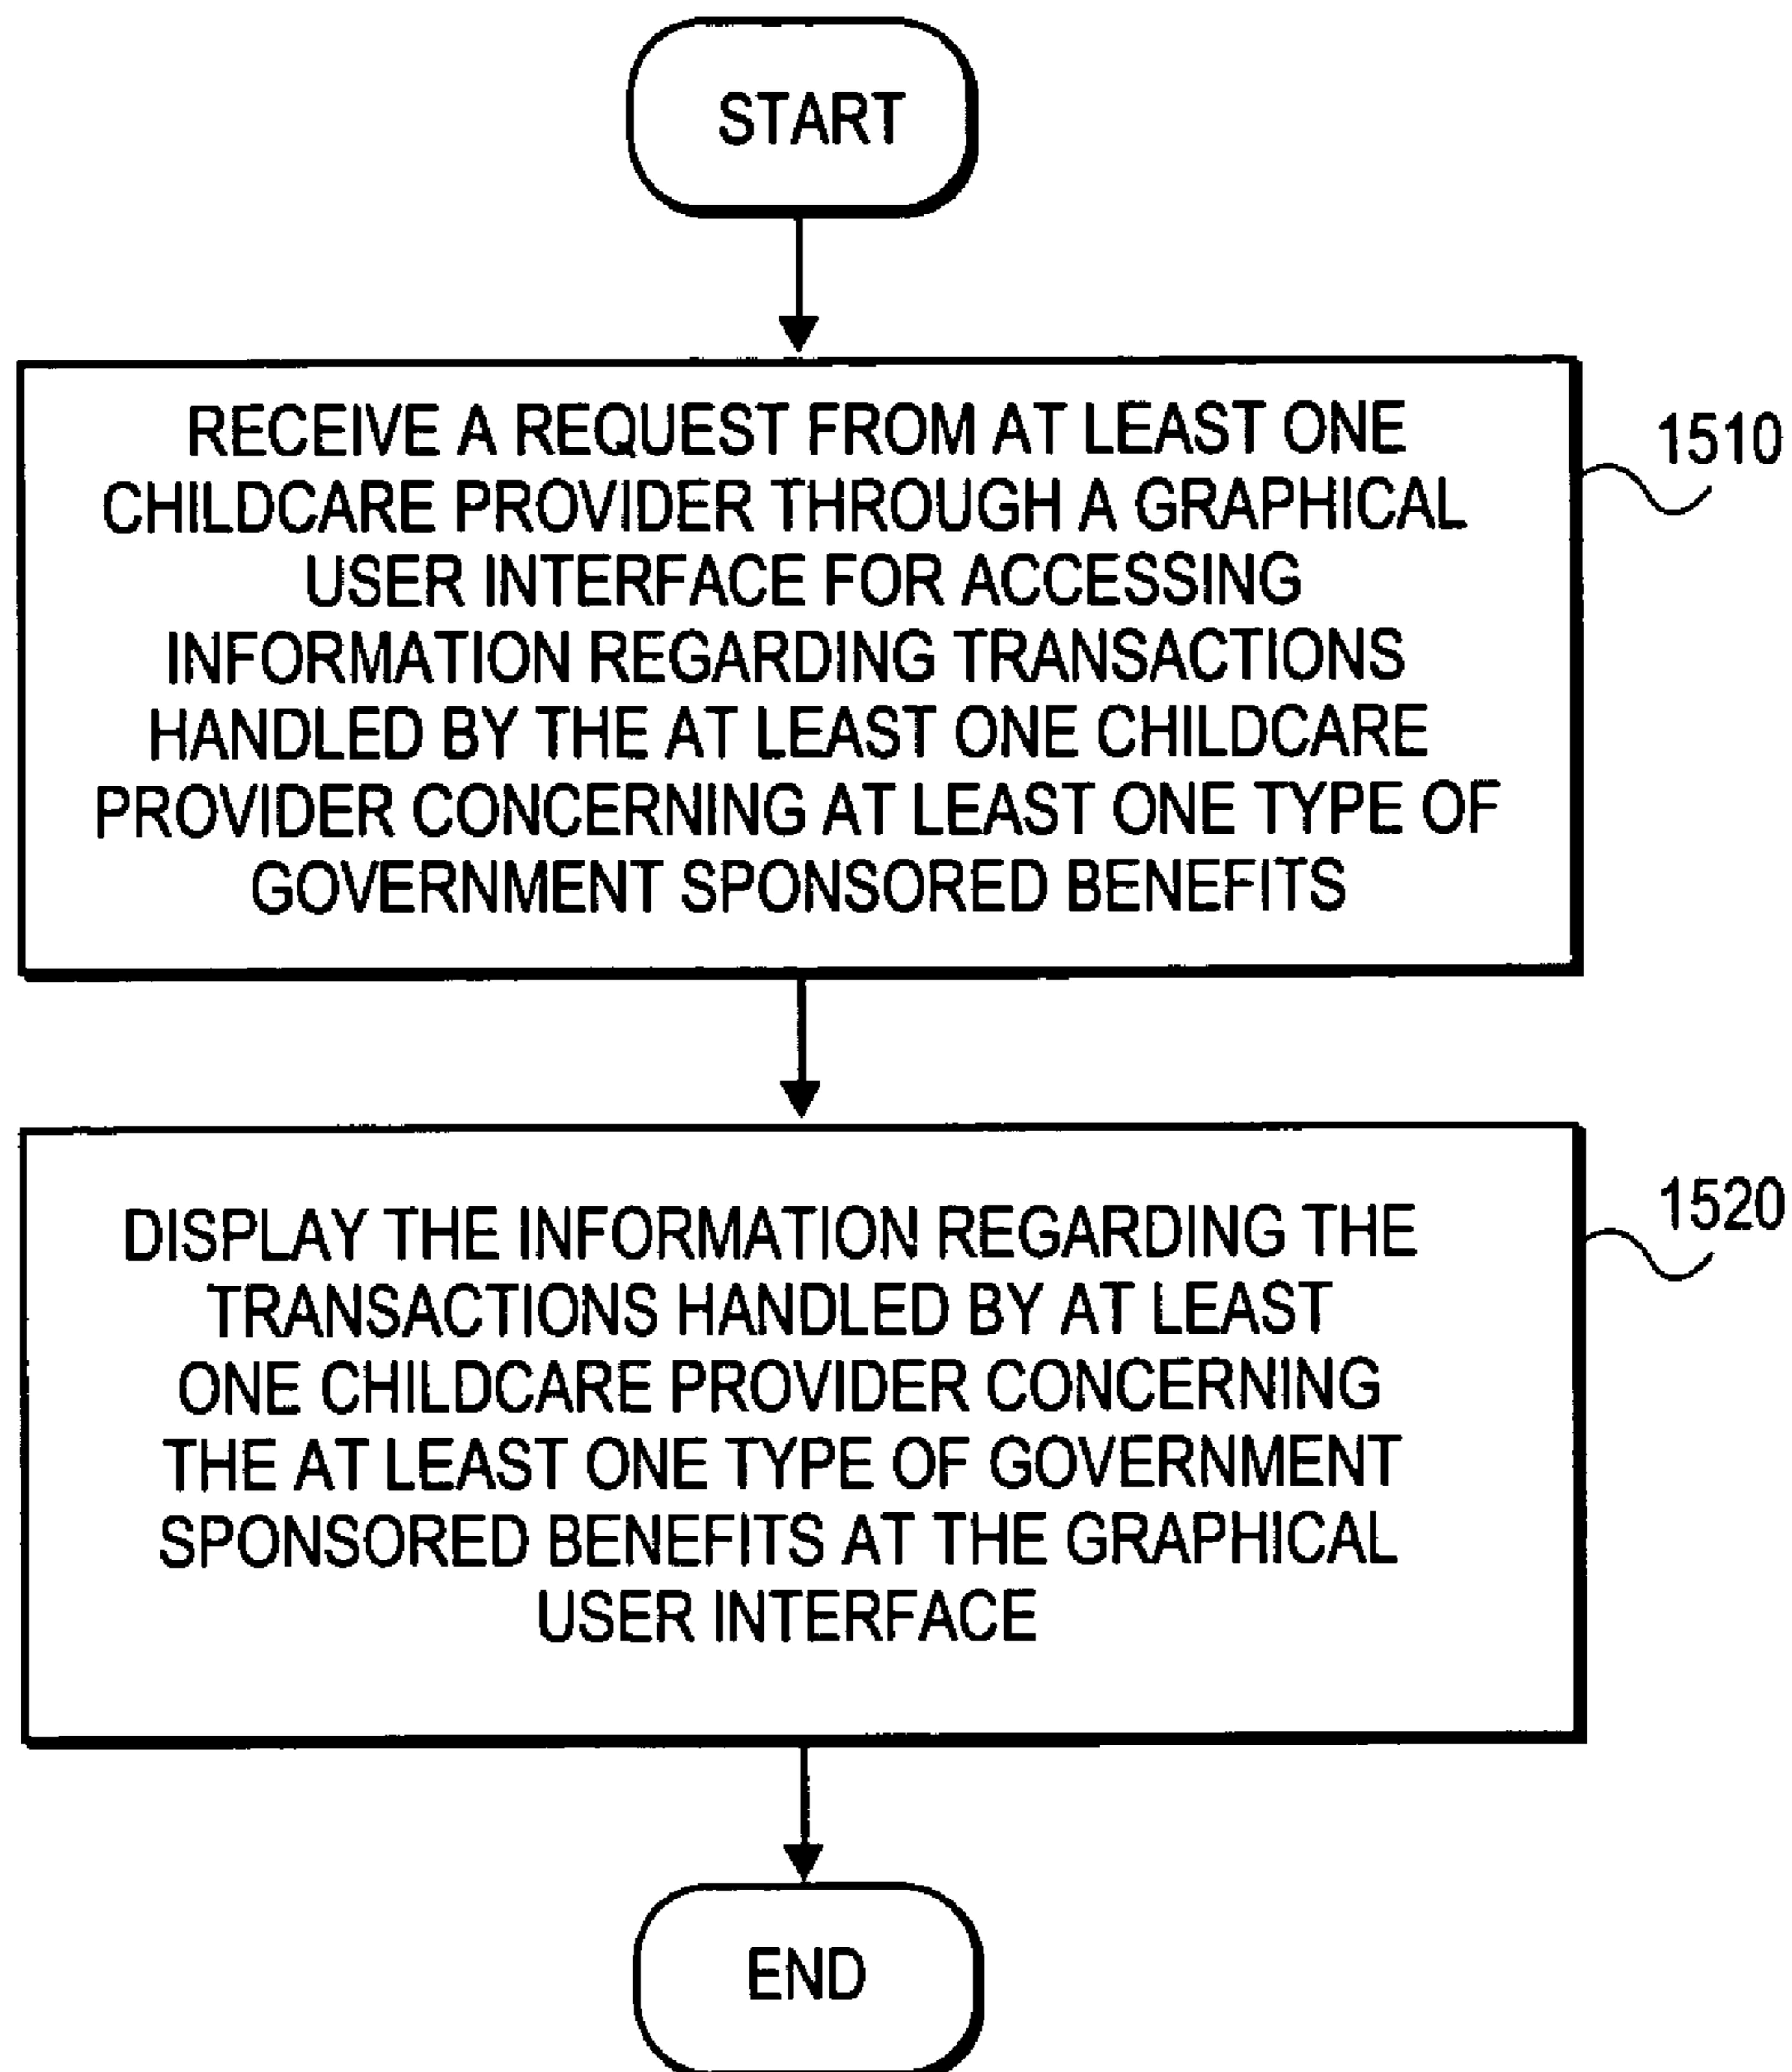 START
RECEIVE A REQUEST FROM AT LEAST ONE
CHILDCARE PROVIDER THROUGH A GRAPHICAL
USER INTERFACE FOR ACCESSING
INFORMATION REGARDING TRANSACTIONS
HANDLED BY THE AT LEAST ONE CHILDCARE
PROVIDER CONCERNING AT LEAST ONE TYPE OF
GOVERNMENT SPONSORED BENEFITS
1510
DISPLAY THE INFORMATION REGARDING THE
TRANSACTIONS HANDLED BY AT LEAST
ONE CHILDCARE PROVIDER CONCERNING
THE AT LEAST ONE TYPE OF GOVERNMENT
SPONSORED BENEFITS AT THE GRAPHICAL
USER INTERFACE
1520
END